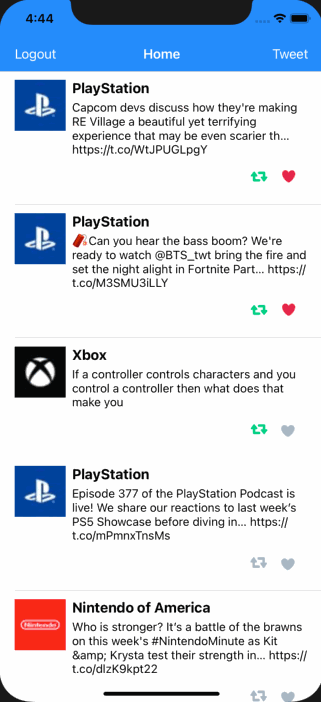 4:44
Logout Home Tweet
PlayStation
Capcom devs discuss how they're making
RE Village a beautiful yet terrifying
experience that may be even scarier th...
https://t.co/WtJPUGLpgY
PlayStation
🧨Can you hear the bass boom? We're
ready to watch @BTS_twt bring the fire and
set the night alight in Fortnite Part... https://
t.co/M3SMU3iLLY
Xbox
If a controller controls characters and you
control a controller then what does that
make you
PlayStation
Episode 377 of the PlayStation Podcast is
live! We share our reactions to last week's
PS5 Showcase before diving in... https://
t.co/mPmnxTnsMs
Nintendo of America
Nintendo
Who is stronger? It's a battle of the brawns
on this week's #NintendoMinute as Kit
&amp; Krysta test their strength in... https://
t.co/dlzK9kpt22